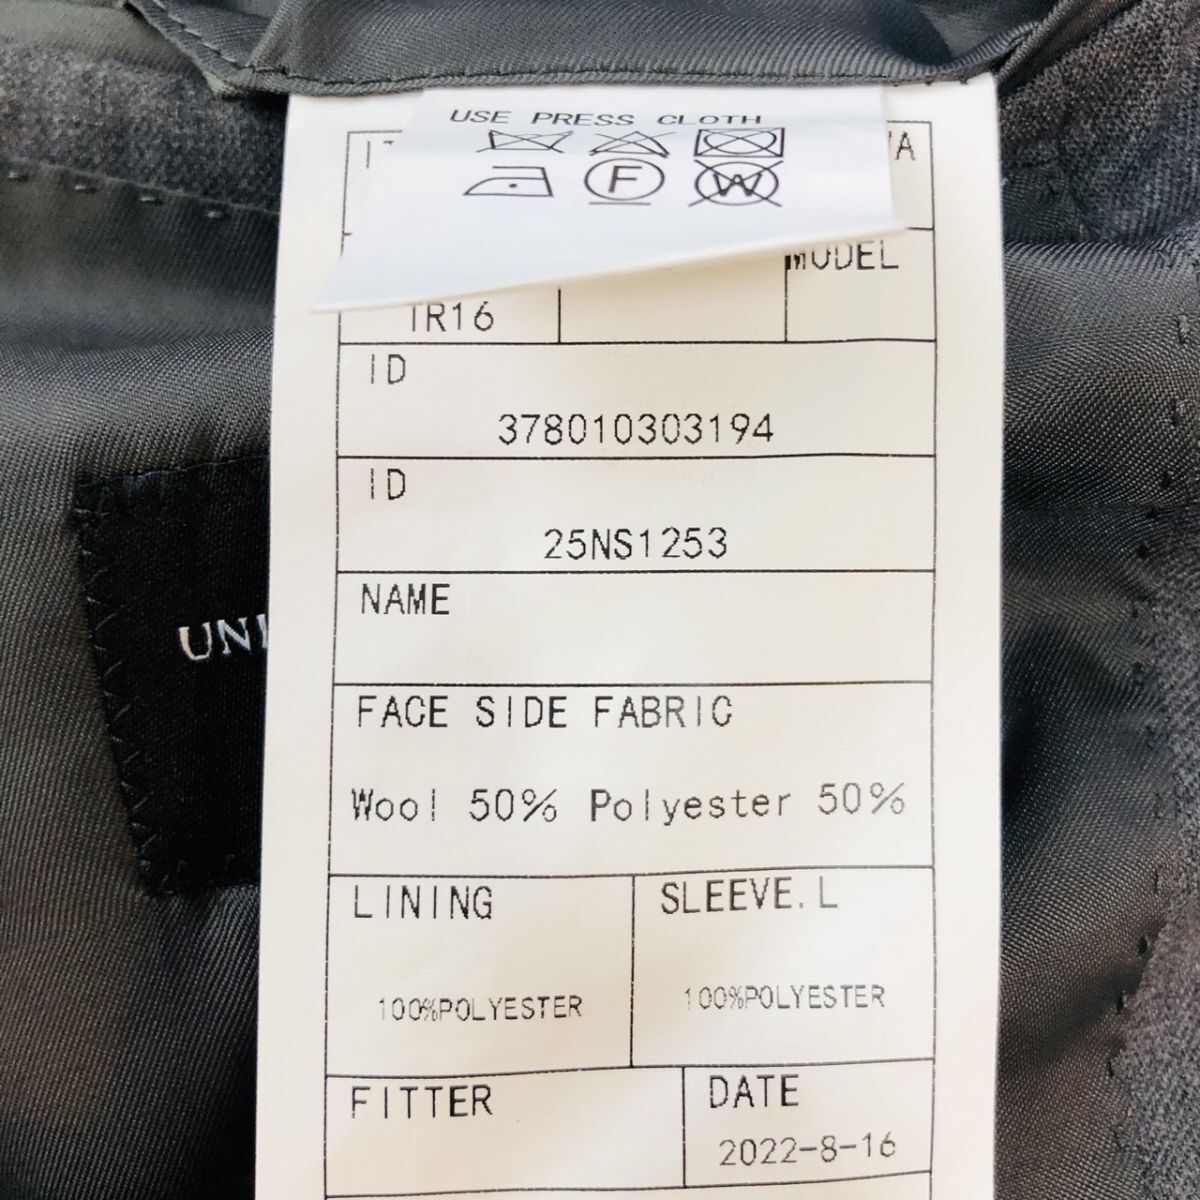 USE PRESS CLOTH
F
W
MODEL
TR16
ID
378010303194
ID
25NS1253
NAME
UNI
FACE SIDE FABRIC
Wool 50% Polyester 50%
LINING
SLEEVE.L
100%POLYESTER
100%POLYESTER
FITTER
DATE
2022-8-16